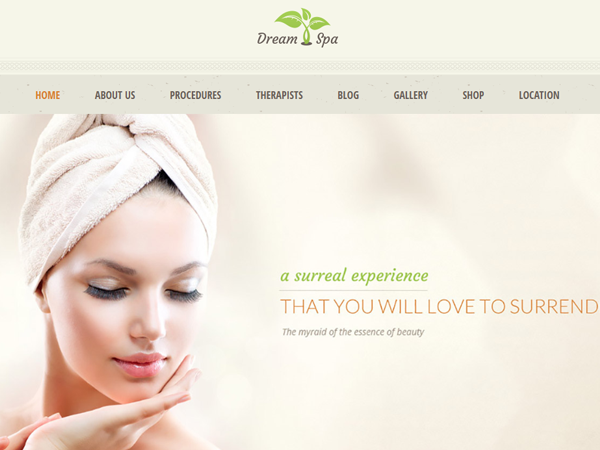 Dream Spa
HOME ABOUT US PROCEDURES THERAPISTS BLOG GALLERY SHOP LOCATION
a surreal experience
THAT YOU WILL LOVE TO SURREND
The myraid of the essence of beauty